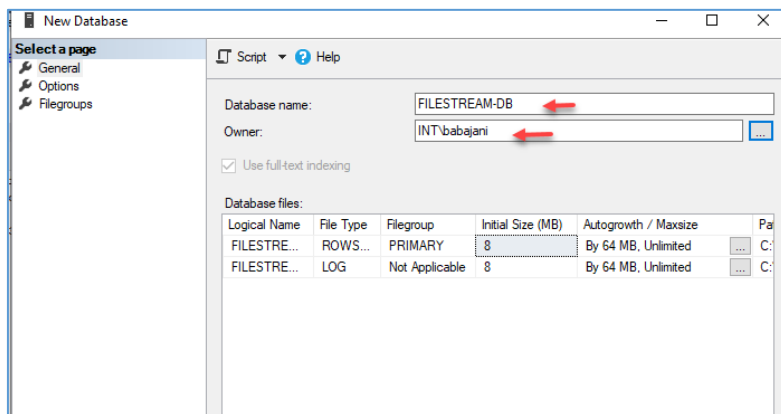 New Database
Select a page
General
Options
Filegroups
Script Help
Database name: FILESTREAM-DB
Owner: INT\babajani ...
Use full-text indexing
Database files:
Logical Name File Type Filegroup Initial Size (MB) Autogrowth / Maxsize Pa
FILESTRE... ROWS... PRIMARY 8 By 64 MB, Unlimited ... C:\
FILESTRE... LOG Not Applicable 8 By 64 MB, Unlimited ... C:\